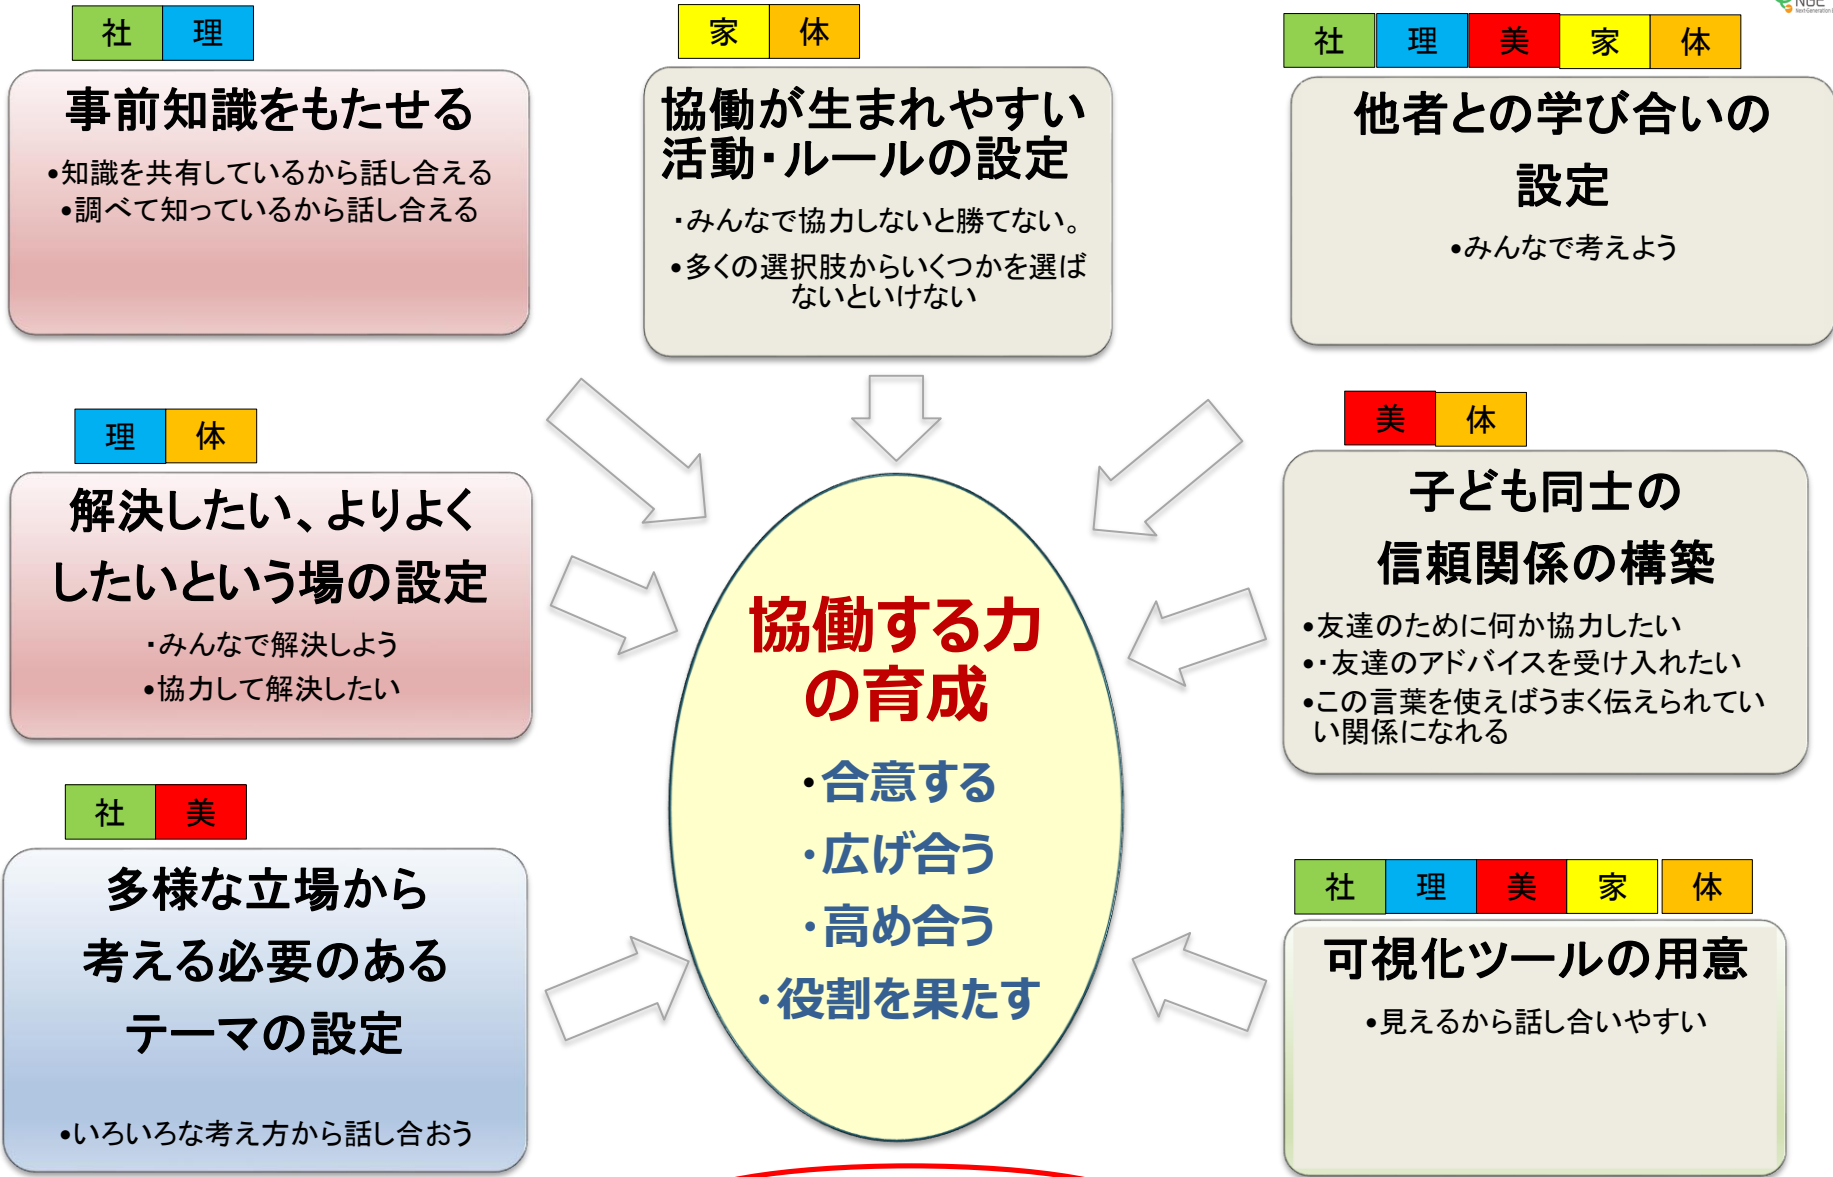 社 理
事前知識をもたせる
•知識を共有しているから話し合える
•調べて知っているから話し合える
家 体
協働が生まれやすい
活動・ルールの設定
・みんなで協力しないと勝てない。
•多くの選択肢からいくつかを選ば
ないといけない
NGE
社 理 美 家 体
他者との学び合いの
設定
•みんなで考えよう
理 体
解決したい、よりよく
したいという場の設定
・みんなで解決しよう
•協力して解決したい
美 体
子ども同士の
信頼関係の構築
•友達のために何か協力したい
•・友達のアドバイスを受け入れたい
•この言葉を使えばうまく伝えられてい
い関係になれる
協働する力
の育成
・合意する
・広げ合う
・高め合う
・役割を果たす
社 美
多様な立場から
考える必要のある
テーマの設定
•いろいろな考え方から話し合おう
社 理 美 家 体
可視化ツールの用意
•見えるから話し合いやすい